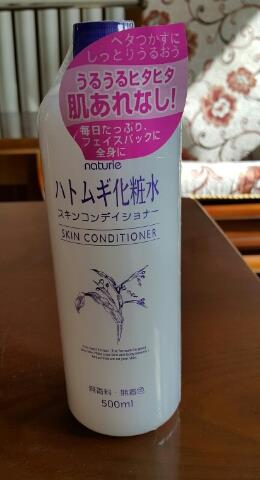 ベタつかずに
しっとりうるおう
うるうるヒタヒタ
肌あれなし!
毎日たっぷり、
フェイスパックに
全身に
naturie
ハトムギ化粧水
スキンコンディショナー
SKIN CONDITIONER
無香料・無着色
500ml